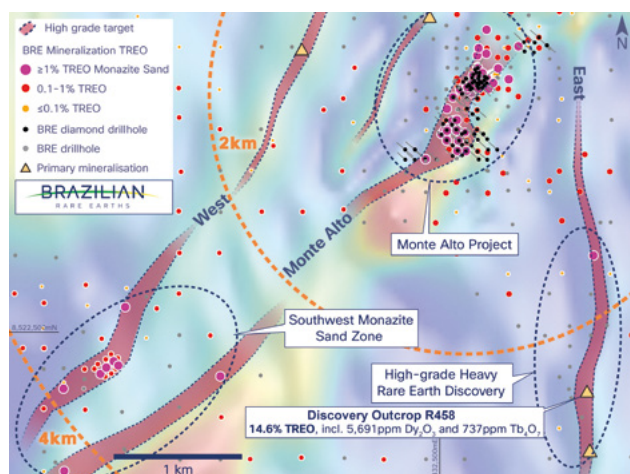 High grade target
BRE Mineralization TREO
≥1% TREO Monazite Sand
0.1–1% TREO
≤0.1% TREO
BRE diamond drillhole
BRE drillhole
Primary mineralisation
BRAZILIAN
RARE EARTHS
N
East
2km
West
Monte Alto
Monte Alto Project
Southwest Monazite
Sand Zone
High-grade Heavy
Rare Earth Discovery
Discovery Outcrop R458
14.6% TREO, incl. 5,691ppm Dy₂O₃ and 737ppm Tb₄O₇
4km
1 km